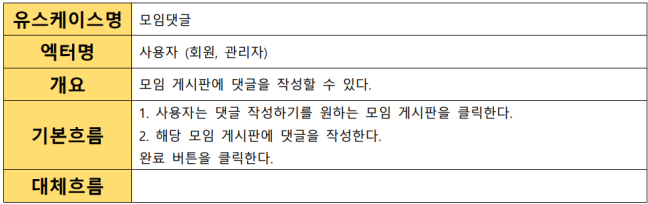 유스케이스명 모임댓글
엑터명 사용자 (회원, 관리자)
개요 모임 게시판에 댓글을 작성할 수 있다.
기본흐름 1. 사용자는 댓글 작성하기를 원하는 모임 게시판을 클릭한다.
2. 해당 모임 게시판에 댓글을 작성한다.
완료 버튼을 클릭한다.
대체흐름